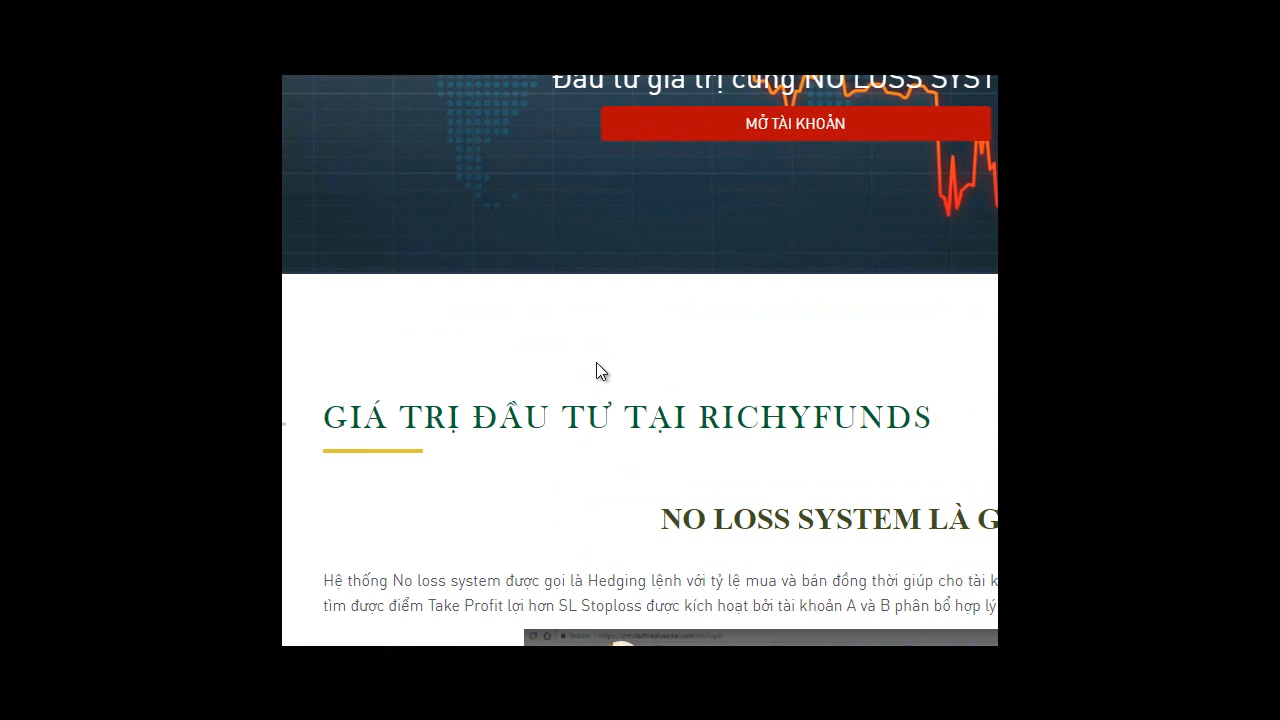 Đầu tư giá trị cùng NO LOSS SYST
MỞ TÀI KHOẢN
GIÁ TRỊ ĐẦU TƯ TẠI RICHYFUNDS
NO LOSS SYSTEM LÀ G
Hệ thống No loss system được gọi là Hedging lệnh với tỷ lệ mua và bán đồng thời giúp cho tài k
tìm được điểm Take Profit lợi hơn SL Stoploss được kích hoạt bởi tài khoản A và B phân bổ hợp lý